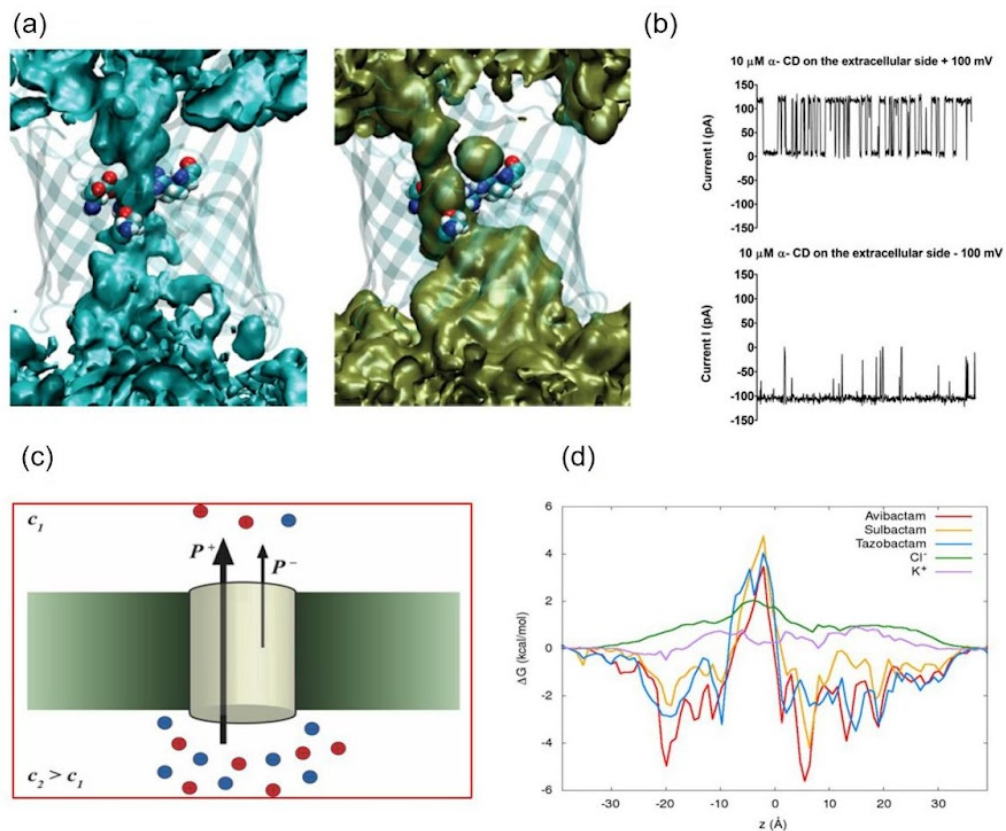 (a)
(b)
10 μM α- CD on the extracellular side + 100 mV
Current I (pA)
150
100
50
0
-50
-100
-150
10 μM α- CD on the extracellular side - 100 mV
Current I (pA)
150
100
50
0
-50
-100
-150
(c)
c₁
P⁺
P⁻
c₂ > c₁
(d)
Avibactam
Sulbactam
Tazobactam
Cl⁻
K⁺
ΔG (kcal/mol)
6
4
2
0
-2
-4
-6
-30 -20 -10 0 10 20 30
z (Å)